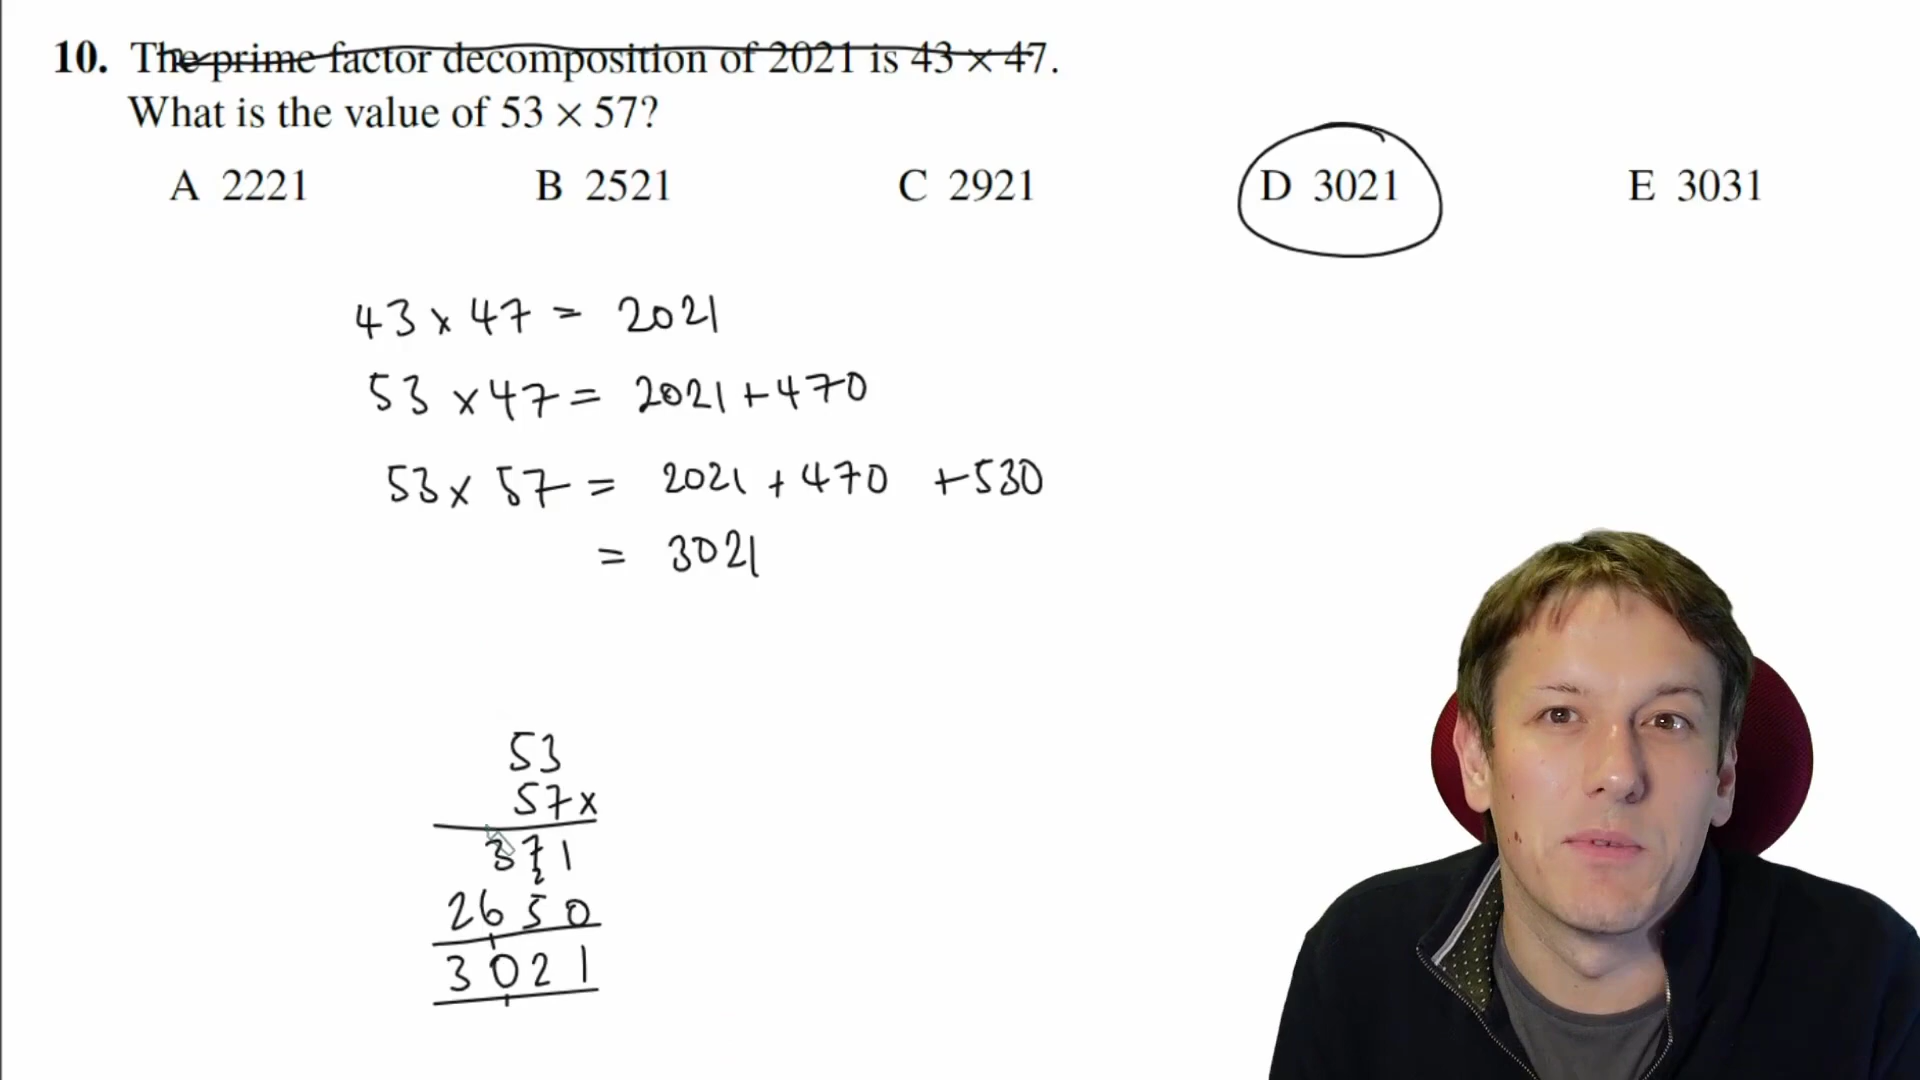 10. The prime factor decomposition of 2021 is 43 × 47.
What is the value of 53 × 57?
A 2221 B 2521 C 2921 D 3021 E 3031
43 × 47 = 2021
53 × 47 = 2021 + 470
53 × 57 = 2021 + 470 + 530
= 3021
53
57 ×
371
2
2650
3021